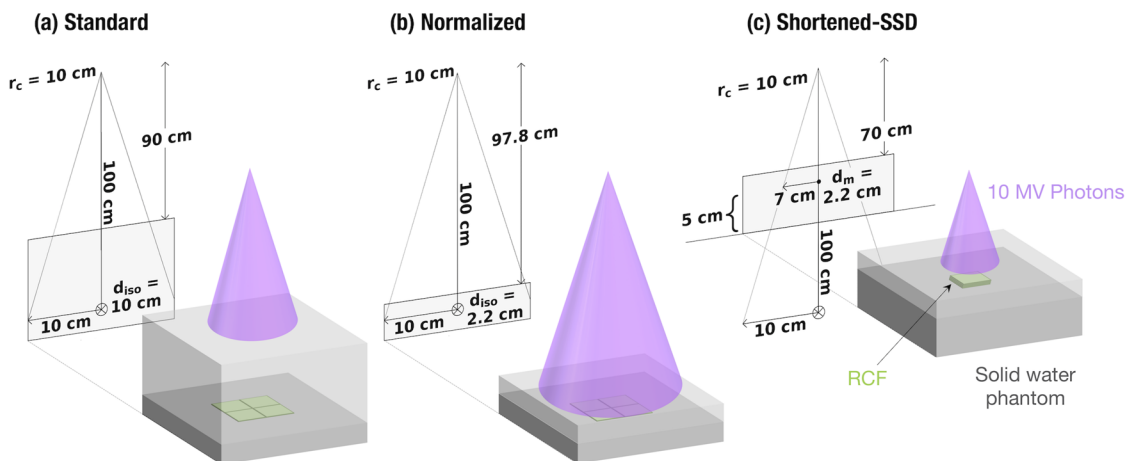 (a) Standard
(b) Normalized
(c) Shortened-SSD
r_c = 10 cm
90 cm
100 cm
d_iso =
10 cm
10 cm
r_c = 10 cm
97.8 cm
100 cm
d_iso =
2.2 cm
10 cm
r_c = 10 cm
70 cm
d_m =
2.2 cm
7 cm
5 cm {
100 cm
10 cm
10 MV Photons
RCF
Solid water
phantom